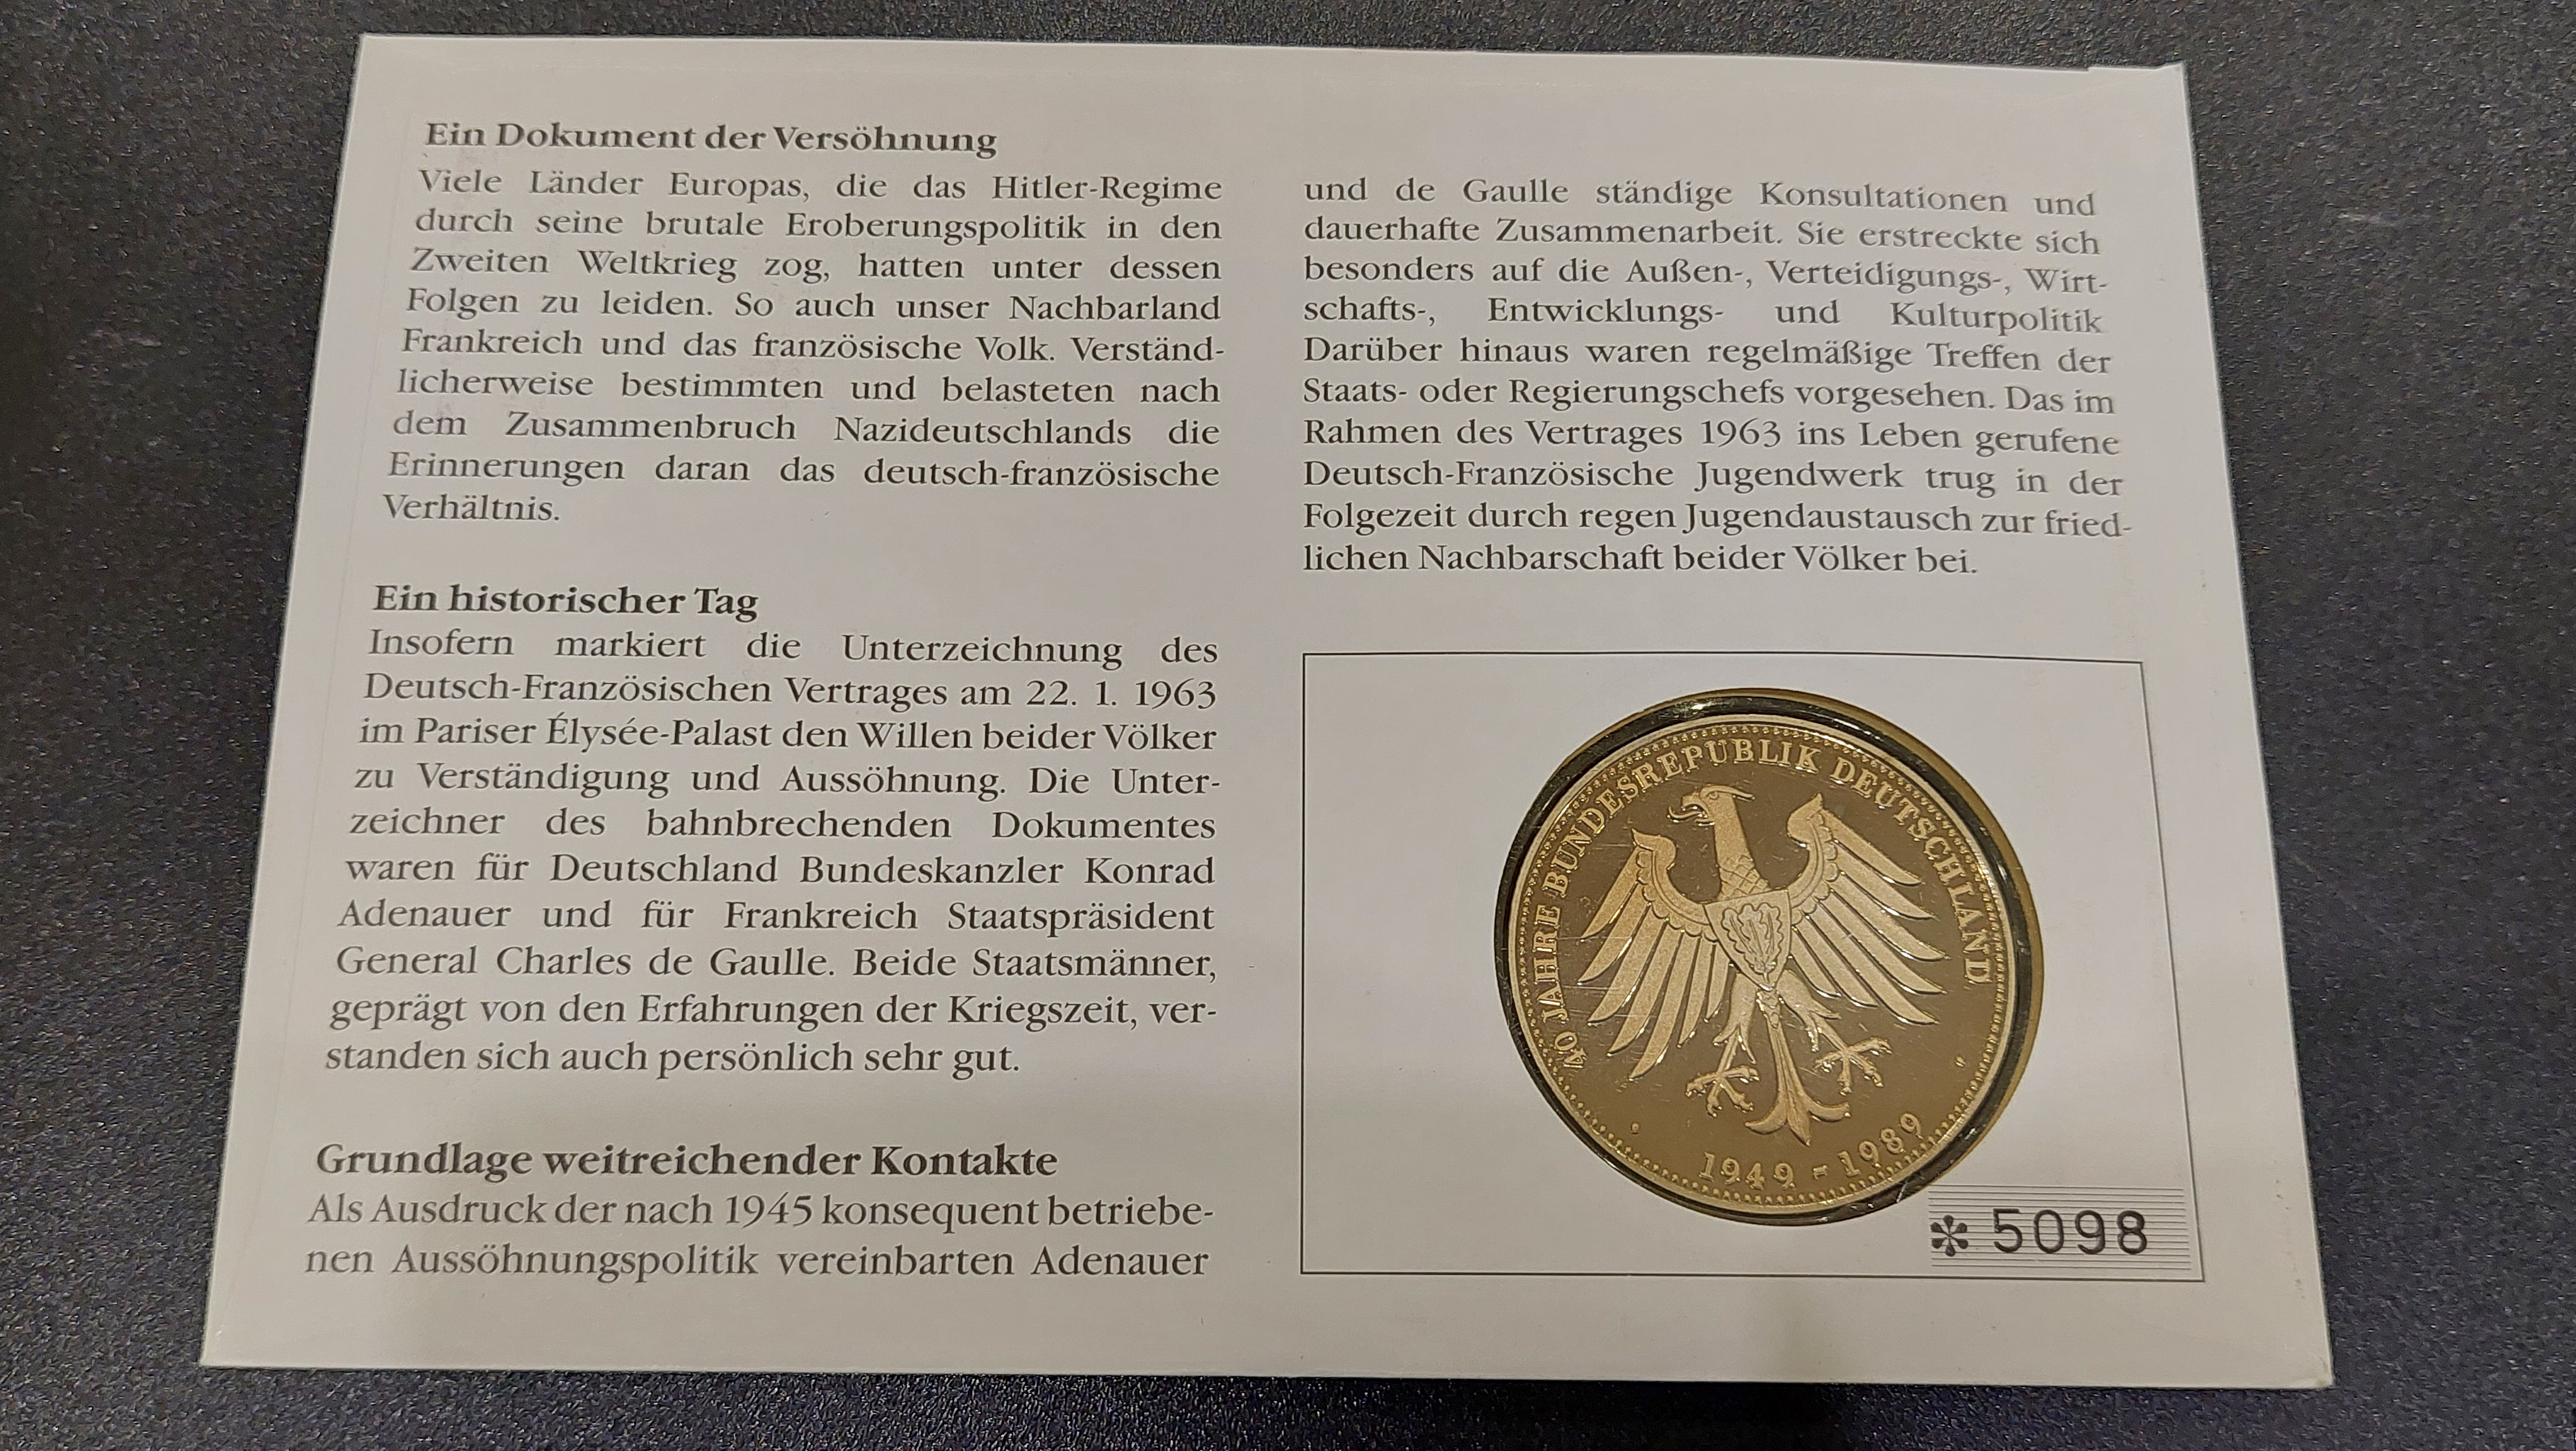 Ein Dokument der Versöhnung
Viele Länder Europas, die das Hitler-Regime
durch seine brutale Eroberungspolitik in den
Zweiten Weltkrieg zog, hatten unter dessen
Folgen zu leiden. So auch unser Nachbarland
Frankreich und das französische Volk. Verständ-
licherweise bestimmten und belasteten nach
dem Zusammenbruch Nazideutschlands die
Erinnerungen daran das deutsch-französische
Verhältnis.
Ein historischer Tag
Insofern markiert die Unterzeichnung des
Deutsch-Französischen Vertrages am 22. 1. 1963
im Pariser Élysée-Palast den Willen beider Völker
zu Verständigung und Aussöhnung. Die Unter-
zeichner des bahnbrechenden Dokumentes
waren für Deutschland Bundeskanzler Konrad
Adenauer und für Frankreich Staatspräsident
General Charles de Gaulle. Beide Staatsmänner,
geprägt von den Erfahrungen der Kriegszeit, ver-
standen sich auch persönlich sehr gut.
Grundlage weitreichender Kontakte
Als Ausdruck der nach 1945 konsequent betriebe-
nen Aussöhnungspolitik vereinbarten Adenauer
und de Gaulle ständige Konsultationen und
dauerhafte Zusammenarbeit. Sie erstreckte sich
besonders auf die Außen-, Verteidigungs-, Wirt-
schafts-, Entwicklungs- und Kulturpolitik
Darüber hinaus waren regelmäßige Treffen der
Staats- oder Regierungschefs vorgesehen. Das im
Rahmen des Vertrages 1963 ins Leben gerufene
Deutsch-Französische Jugendwerk trug in der
Folgezeit durch regen Jugendaustausch zur fried-
lichen Nachbarschaft beider Völker bei.
40 JAHRE BUNDESREPUBLIK DEUTSCHLAND
1949 - 1989
* 5098